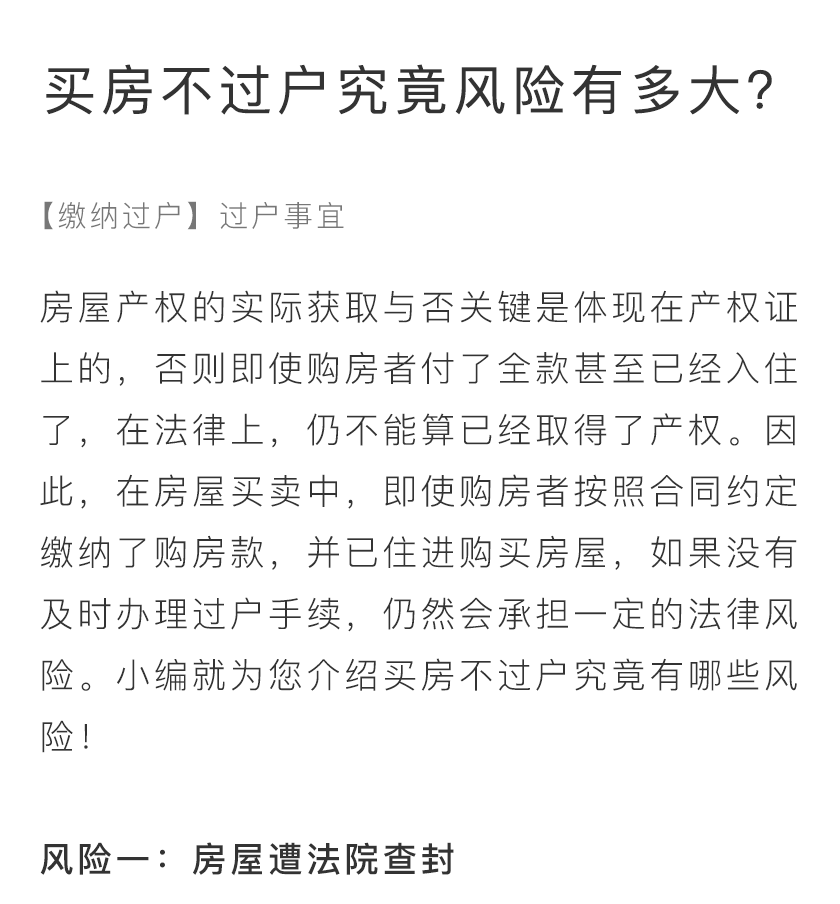 买房不过户究竟风险有多大?
【缴纳过户】过户事宜
房屋产权的实际获取与否关键是体现在产权证
上的，否则即使购房者付了全款甚至已经入住
了，在法律上，仍不能算已经取得了产权。因
此，在房屋买卖中，即使购房者按照合同约定
缴纳了购房款，并已住进购买房屋，如果没有
及时办理过户手续，仍然会承担一定的法律风
险。小编就为您介绍买房不过户究竟有哪些风
险！
风险一：房屋遭法院查封